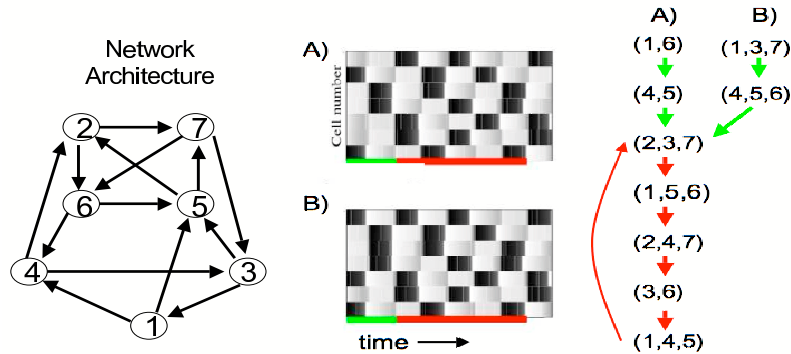 Network
Architecture
2
7
6
5
4
3
1
A)
Cell number
B)
time
A)
B)
(1,6)
(1,3,7)
(4,5)
(4,5,6)
(2,3,7)
(1,5,6)
(2,4,7)
(3,6)
(1,4,5)